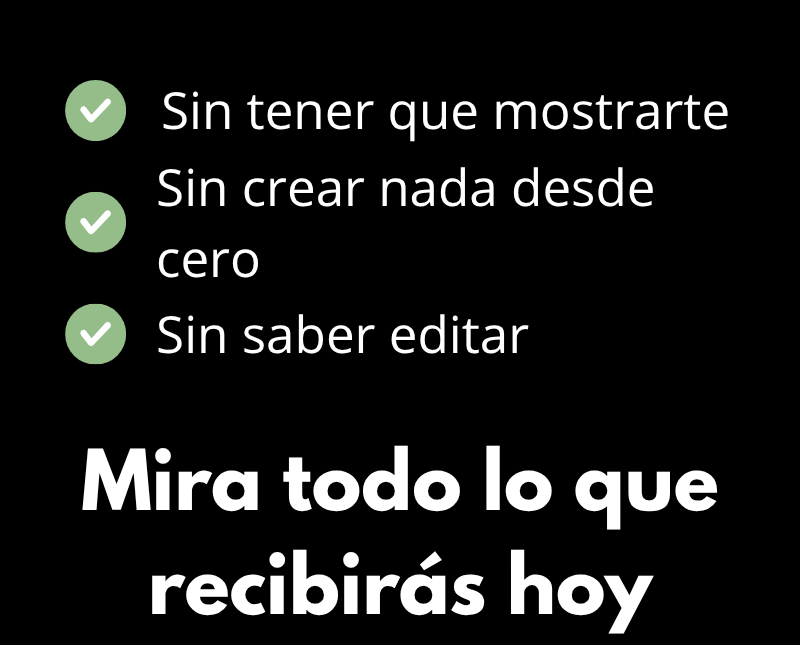 Sin tener que mostrarte
Sin crear nada desde
cero
Sin saber editar
Mira todo lo que
recibirás hoy